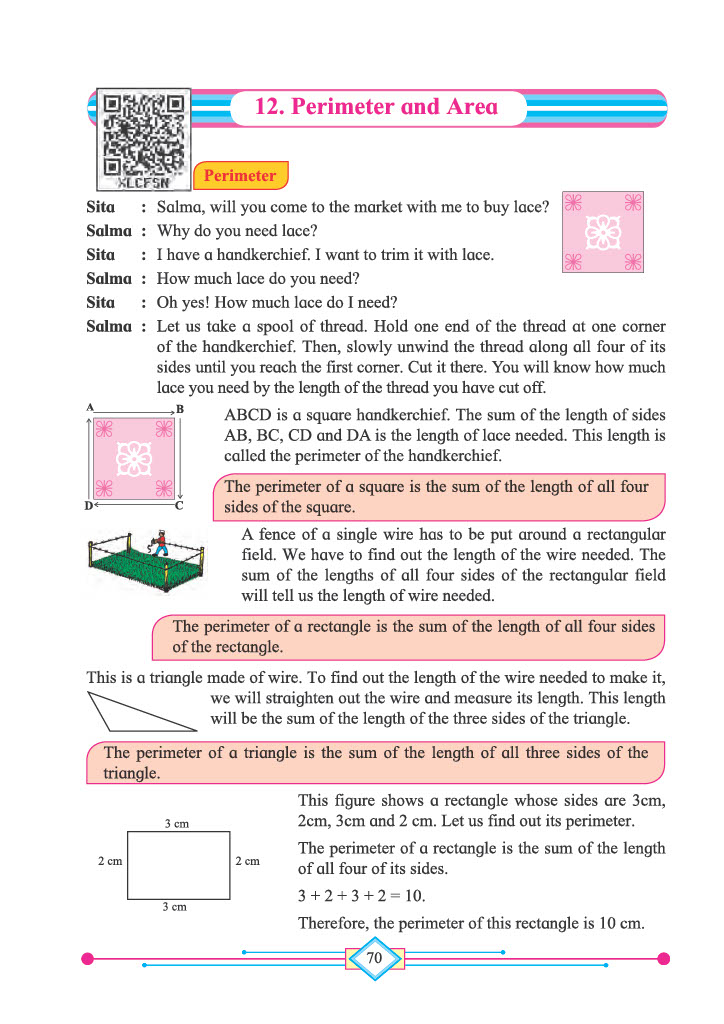 12. Perimeter and Area
XLCFSN
Perimeter
Sita : Salma, will you come to the market with me to buy lace?
Salma : Why do you need lace?
Sita : I have a handkerchief. I want to trim it with lace.
Salma : How much lace do you need?
Sita : Oh yes! How much lace do I need?
Salma : Let us take a spool of thread. Hold one end of the thread at one corner
of the handkerchief. Then, slowly unwind the thread along all four of its
sides until you reach the first corner. Cut it there. You will know how much
lace you need by the length of the thread you have cut off.
A B
D C
ABCD is a square handkerchief. The sum of the length of sides
AB, BC, CD and DA is the length of lace needed. This length is
called the perimeter of the handkerchief.
The perimeter of a square is the sum of the length of all four
sides of the square.
A fence of a single wire has to be put around a rectangular
field. We have to find out the length of the wire needed. The
sum of the lengths of all four sides of the rectangular field
will tell us the length of wire needed.
The perimeter of a rectangle is the sum of the length of all four sides
of the rectangle.
This is a triangle made of wire. To find out the length of the wire needed to make it,
we will straighten out the wire and measure its length. This length
will be the sum of the length of the three sides of the triangle.
The perimeter of a triangle is the sum of the length of all three sides of the
triangle.
3 cm
2 cm 2 cm
3 cm
This figure shows a rectangle whose sides are 3cm,
2cm, 3cm and 2 cm. Let us find out its perimeter.
The perimeter of a rectangle is the sum of the length
of all four of its sides.
3 + 2 + 3 + 2 = 10.
Therefore, the perimeter of this rectangle is 10 cm.
70